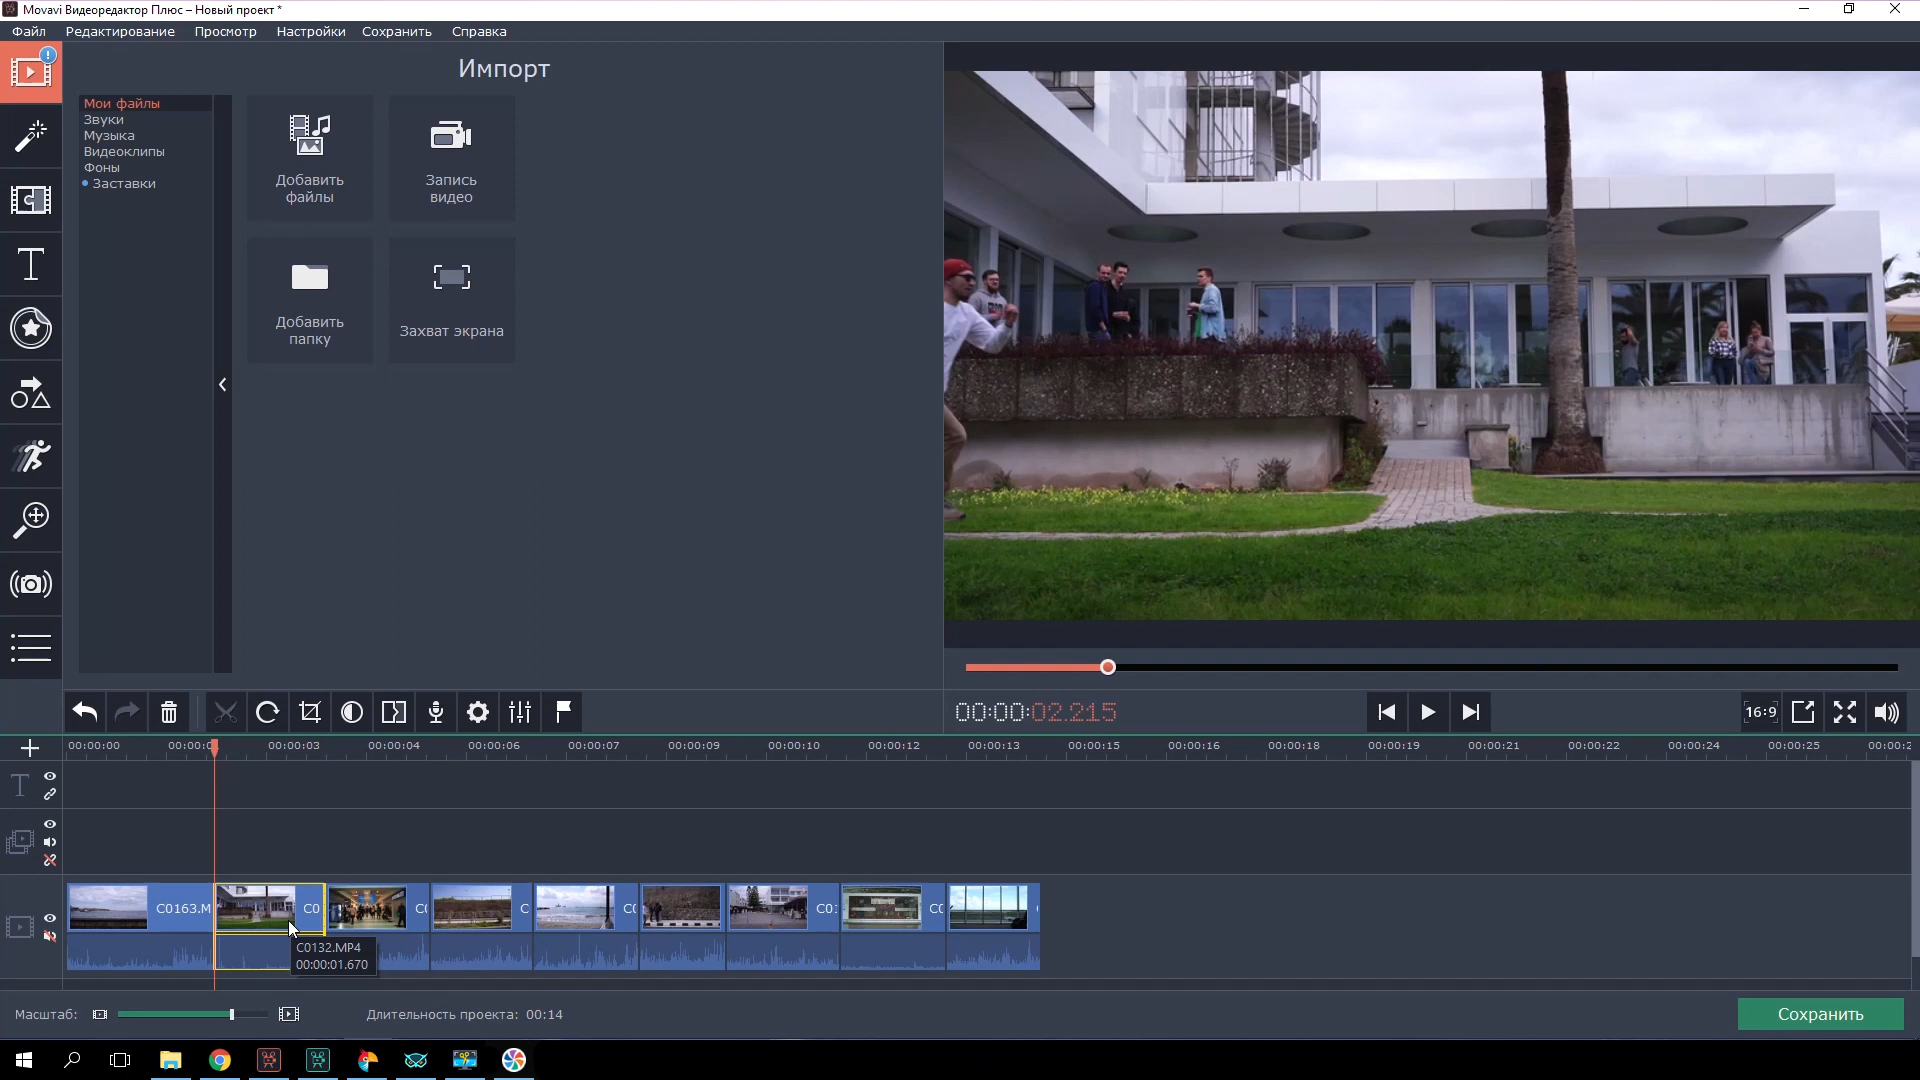 Movavi Видеоредактор Плюс – Новый проект *
Файл Редактирование Просмотр Настройки Сохранить Справка
Импорт
Мои файлы
Звуки
Музыка
Видеоклипы
Фоны
Заставки
Добавить
файлы
Запись
видео
Добавить
папку
Захват экрана
00:00:02.215
16:9
00:00:00 00:00:03 00:00:04 00:00:06 00:00:07 00:00:09 00:00:10 00:00:12 00:00:13 00:00:15 00:00:16 00:00:18 00:00:19 00:00:21 00:00:22 00:00:24 00:00:25
C0163.M C0
C0132.MP4
00:00:01.670
Масштаб:
Длительность проекта: 00:14
Сохранить